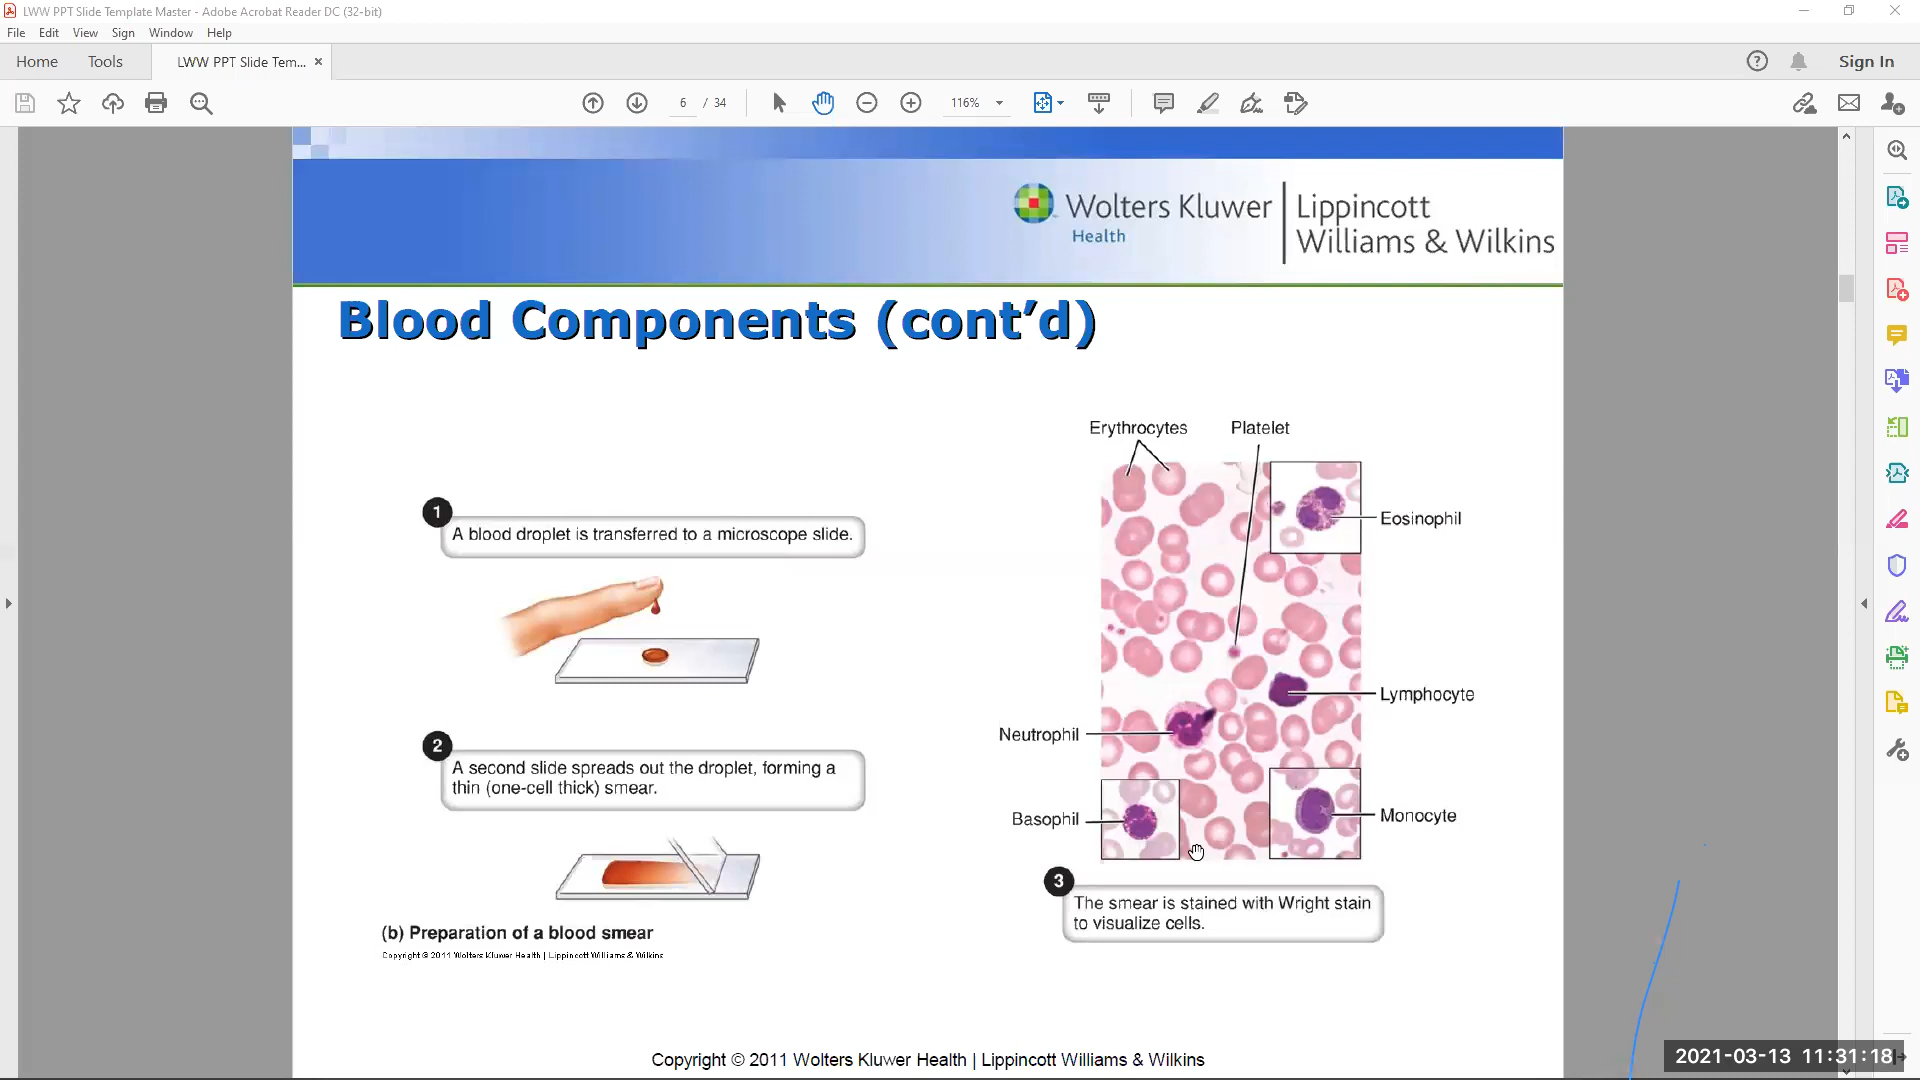 LWW PPT Slide Template Master - Adobe Acrobat Reader DC (32-bit)
File Edit View Sign Window Help
Home Tools LWW PPT Slide Tem... × Sign In
6 / 34 116%
Wolters Kluwer
Health
Lippincott
Williams & Wilkins
Blood Components (cont'd)
1
A blood droplet is transferred to a microscope slide.
2
A second slide spreads out the droplet, forming a
thin (one-cell thick) smear.
(b) Preparation of a blood smear
Copyright © 2011 Wolters Kluwer Health | Lippincott Williams & Wilkins
Erythrocytes Platelet
Eosinophil
Lymphocyte
Neutrophil
Basophil
Monocyte
3
The smear is stained with Wright stain
to visualize cells.
Copyright © 2011 Wolters Kluwer Health | Lippincott Williams & Wilkins
2021-03-13 11:31:18